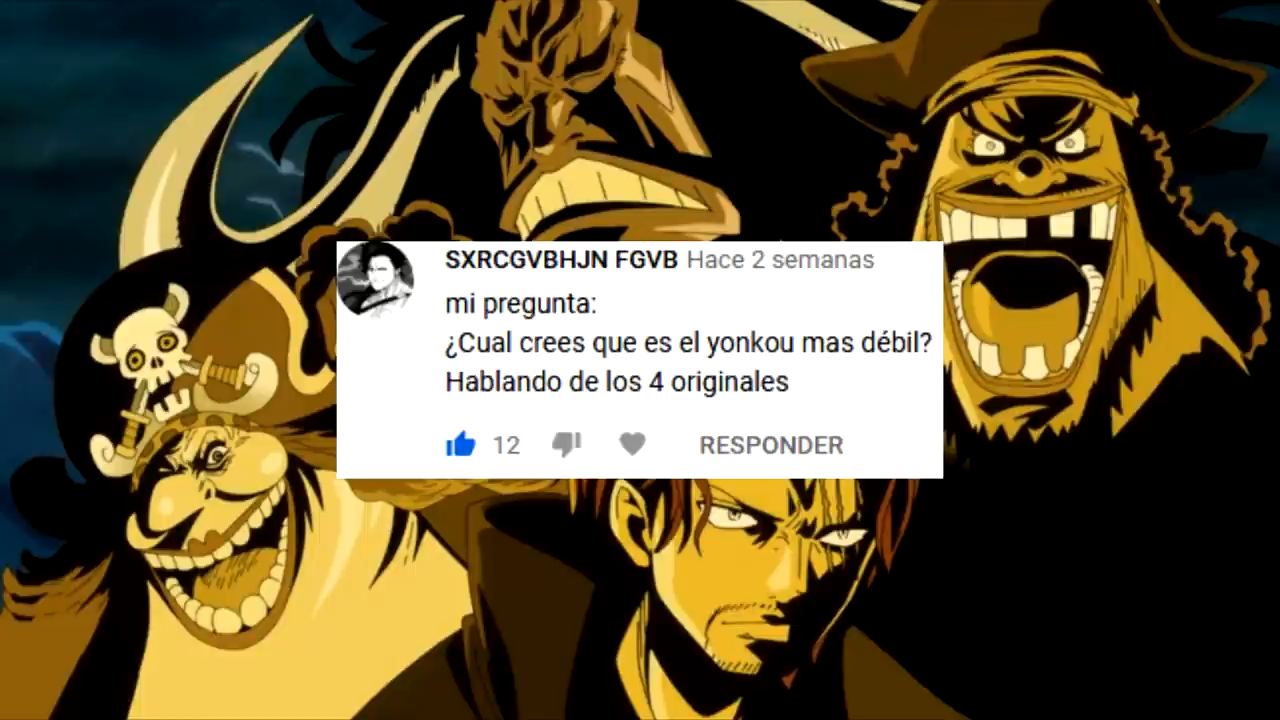 SXRCGVBHJN FGVB Hace 2 semanas
mi pregunta:
¿Cual crees que es el yonkou mas débil?
Hablando de los 4 originales
12 RESPONDER